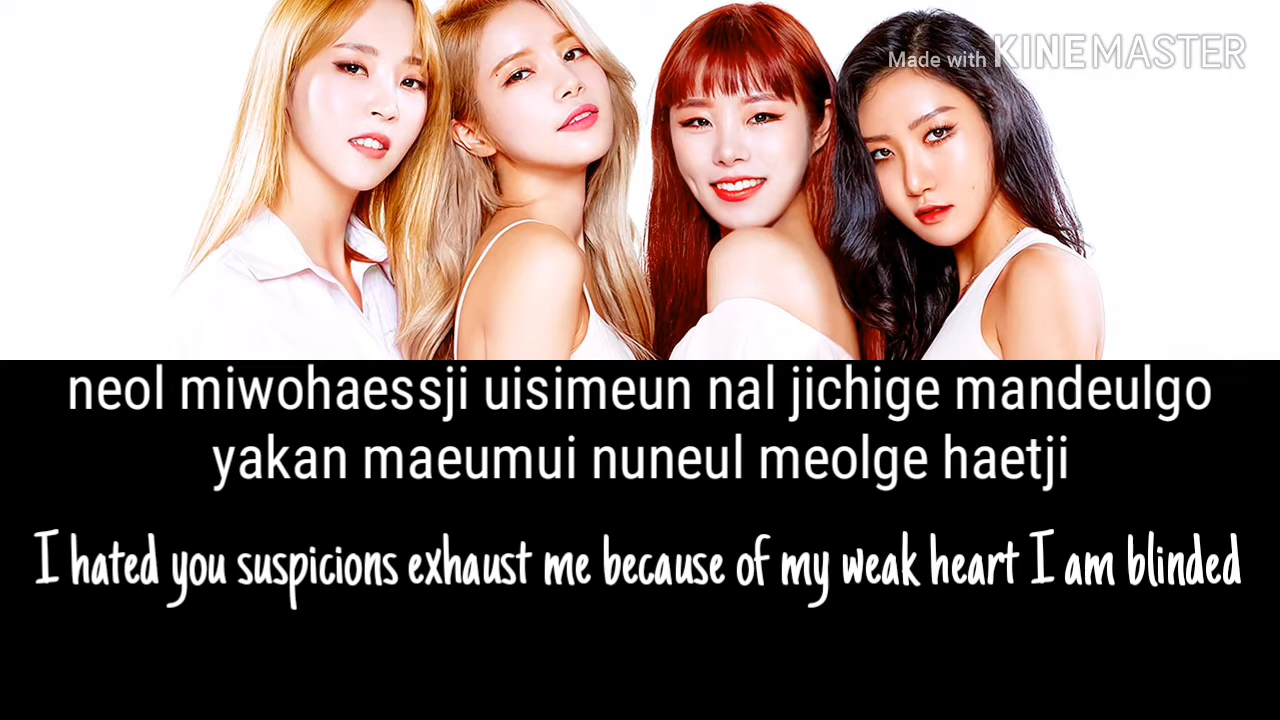 Made with KINEMASTER
neol miwohaessji uisimeun nal jichige mandeulgo
yakan maeumui nuneul meolge haetji
I hated you suspicions exhaust me because of my weak heart I am blinded